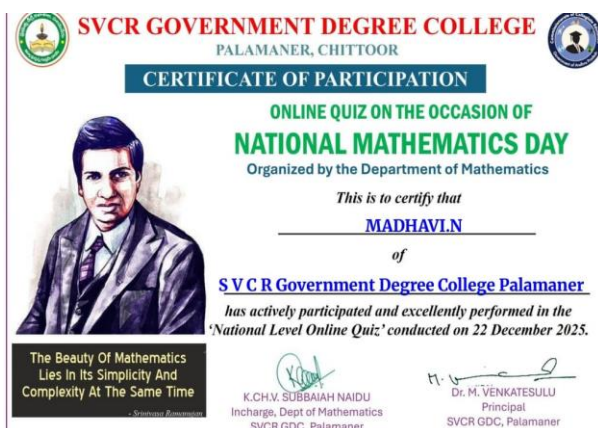 SVCR GOVERNMENT DEGREE COLLEGE
PALAMANER, CHITTOOR
CERTIFICATE OF PARTICIPATION
ONLINE QUIZ ON THE OCCASION OF
NATIONAL MATHEMATICS DAY
Organized by the Department of Mathematics
This is to certify that
MADHAVI.N
of
S V C R Government Degree College Palamaner
has actively participated and excellently performed in the
‘National Level Online Quiz’ conducted on 22 December 2025.
The Beauty Of Mathematics
Lies In Its Simplicity And
Complexity At The Same Time
- Srinivasa Ramanujan
K.CH.V. SUBBAIAH NAIDU
Incharge, Dept of Mathematics
SVCR GDC, Palamaner
Dr. M. VENKATESULU
Principal
SVCR GDC, Palamaner